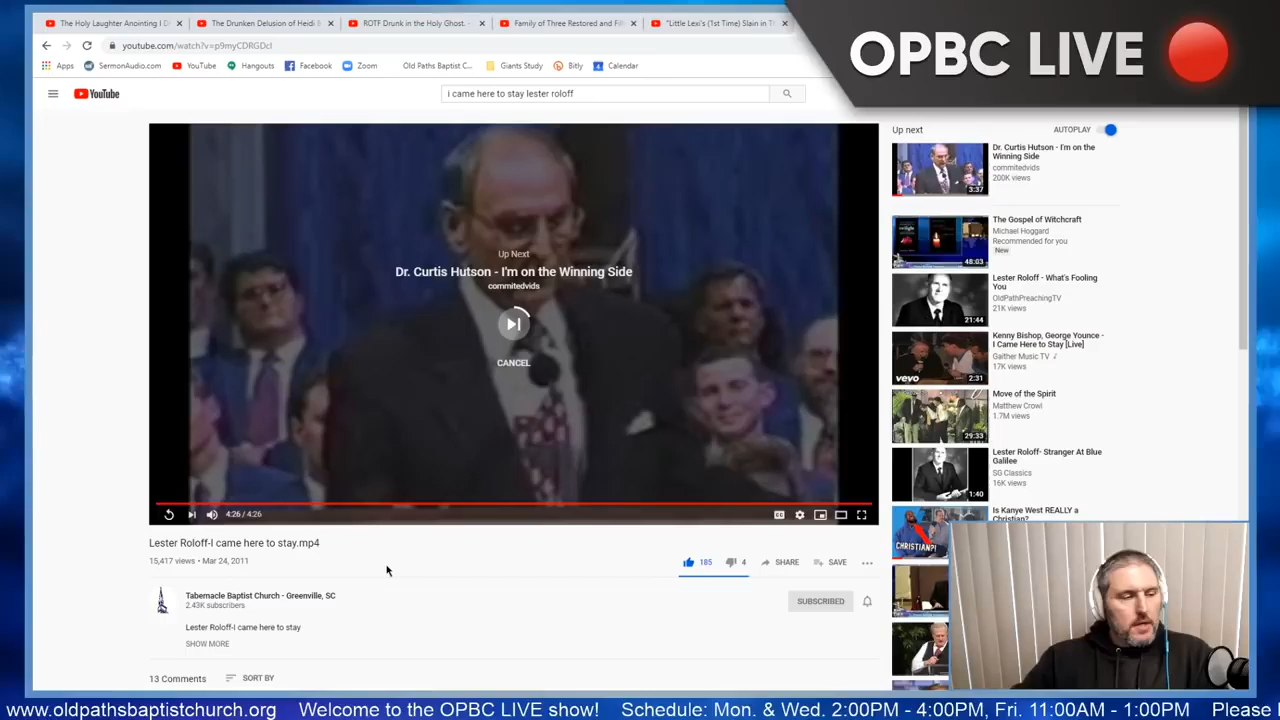 The Holy Laughter Anointing I D
The Drunken Delusion of Heidi B
ROTF Drunk in the Holy Ghost. -
Family of Three Restored and Fill
"Little Lexi's (1st Time) Slain in T
OPBC LIVE
youtube.com/watch?v=p9myCDRGDcI
Apps
SermonAudio.com
YouTube
Hangouts
Facebook
Zoom
Old Paths Baptist C...
Giants Study
Bitly
Calendar
YouTube
i came here to stay lester roloff
Up next
AUTOPLAY
Dr. Curtis Hutson - I'm on the
Winning Side
commitedvids
200K views
3:37
The Gospel of Witchcraft
Michael Hoggard
Recommended for you
New
48:03
Lester Roloff - What's Fooling
You
OldPathPreachingTV
21K views
21:44
Kenny Bishop, George Younce -
I Came Here to Stay [Live]
Gaither Music TV
17K views
vevo
2:31
Move of the Spirit
Matthew Crowl
1.7M views
29:33
Lester Roloff- Stranger At Blue
Galilee
SG Classics
16K views
1:40
Is Kanye West REALLY a
Christian?
CHRISTIAN?!
Up Next
Dr. Curtis Hutson - I'm on the Winning Side
commitedvids
CANCEL
4:26 / 4:26
Lester Roloff-I came here to stay.mp4
15,417 views • Mar 24, 2011
185
4
SHARE
SAVE
Tabernacle Baptist Church - Greenville, SC
2.43K subscribers
SUBSCRIBED
Lester Roloff-I came here to stay
SHOW MORE
13 Comments
SORT BY
www.oldpathsbaptistchurch.org Welcome to the OPBC LIVE show! Schedule: Mon. & Wed. 2:00PM - 4:00PM, Fri. 11:00AM - 1:00PM Please